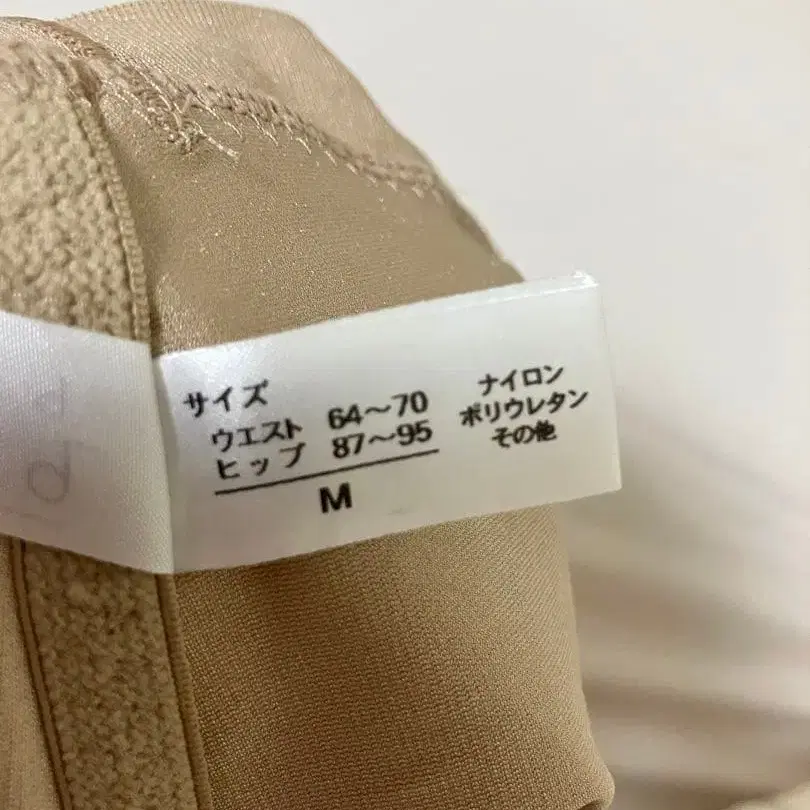 サイズ
ウエスト 64～70
ヒップ 87～95
M
ナイロン
ポリウレタン
その他